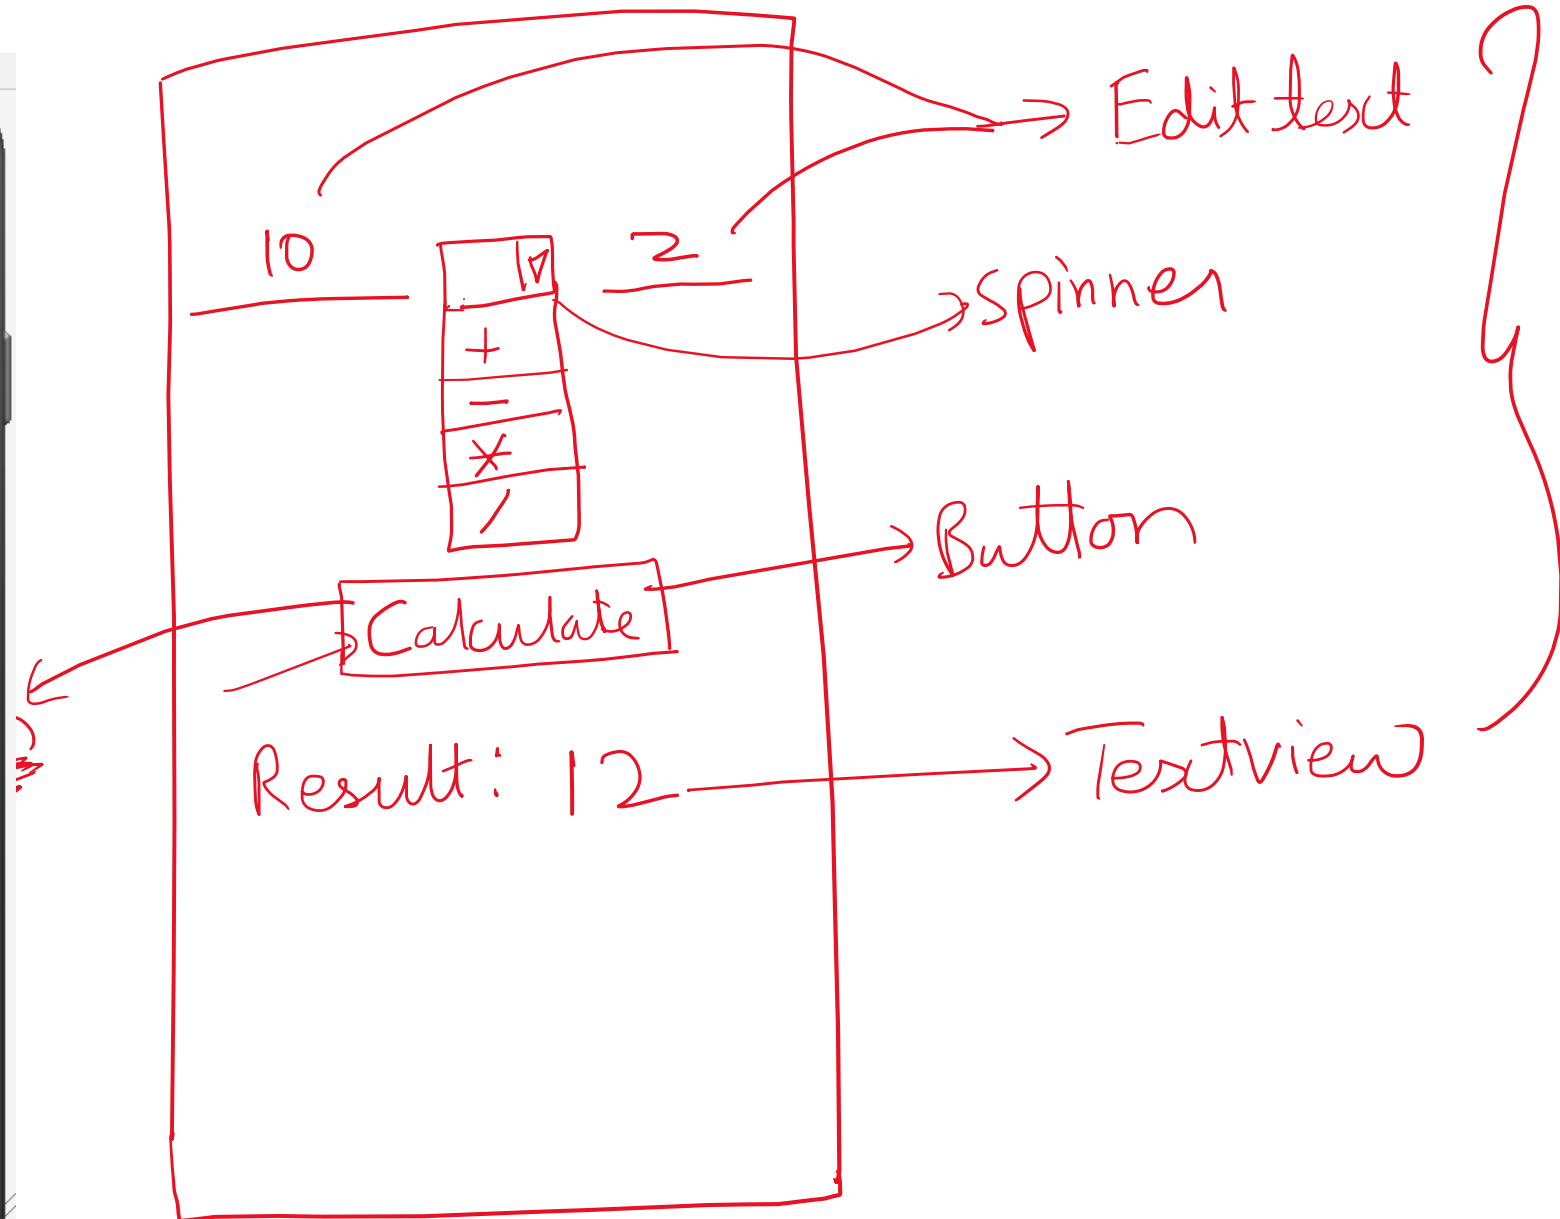 Edit text
10
2
Spinner
+
-
*
/
Button
Calculate
Result: 12
Textview